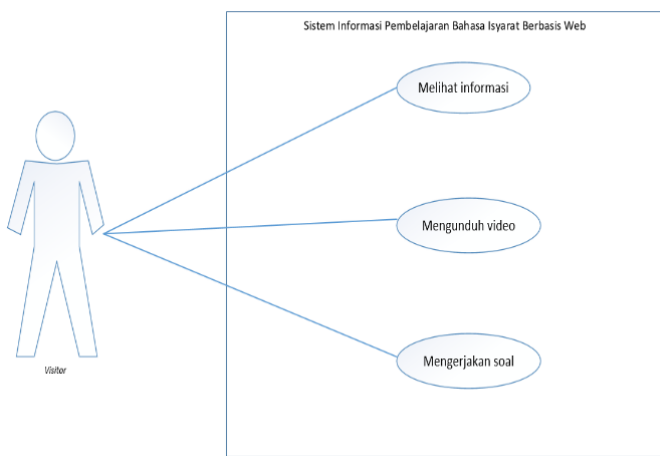 Sistem Informasi Pembelajaran Bahasa Isyarat Berbasis Web
Melihat informasi
Mengunduh video
Mengerjakan soal
Visitor